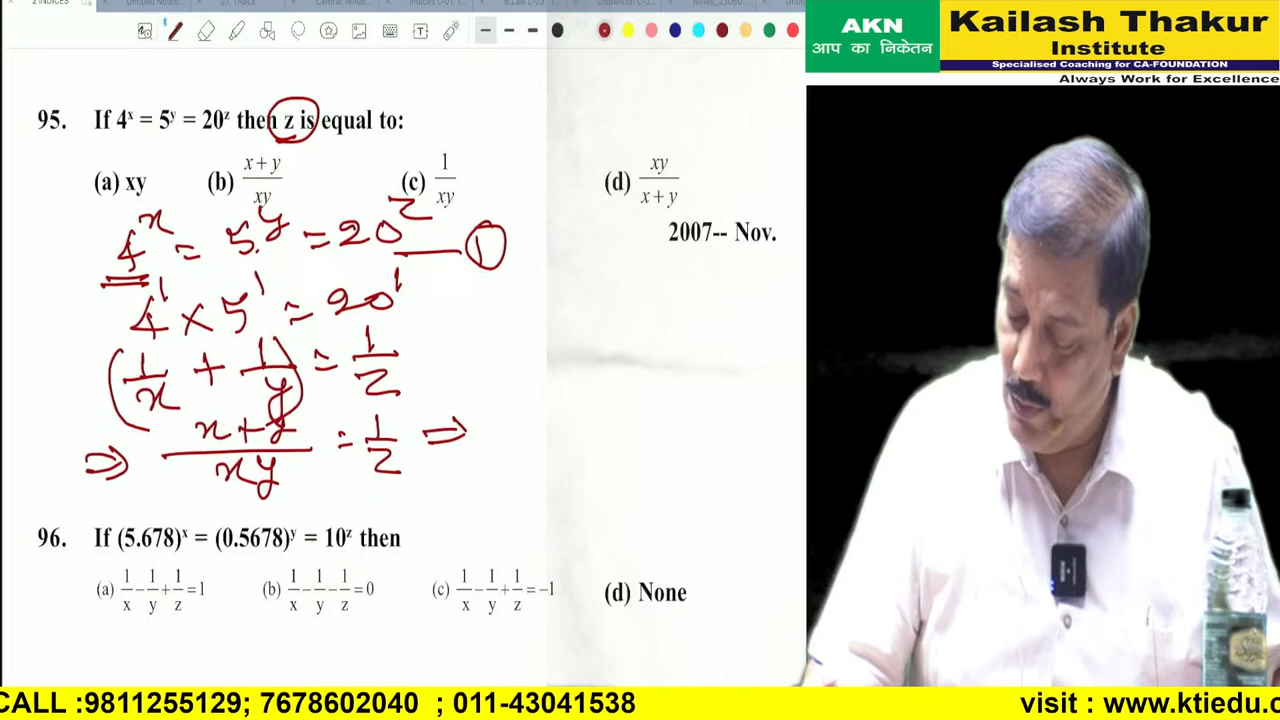 2 INDICES
AKN
आप का निकेतन
Kailash Thakur
Institute
Specialised Coaching for CA-FOUNDATION
Always Work for Excellence
95. If 4ˣ = 5ʸ = 20ᶻ then z is equal to:
(a) xy (b) x + y / xy (c) 1 / xy (d) xy / x + y
2007-- Nov.
4ˣ = 5ʸ = 20ᶻ — 1
4¹ × 5¹ = 20¹
(1/x + 1/y) = 1/z
⇒ x+y / xy = 1/z ⇒
96. If (5.678)ˣ = (0.5678)ʸ = 10ᶻ then
(a) 1/x − 1/y + 1/z = 1 (b) 1/x − 1/y − 1/z = 0 (c) 1/x − 1/y + 1/z = −1 (d) None
CALL :9811255129; 7678602040 ; 011-43041538 visit : www.ktiedu.c